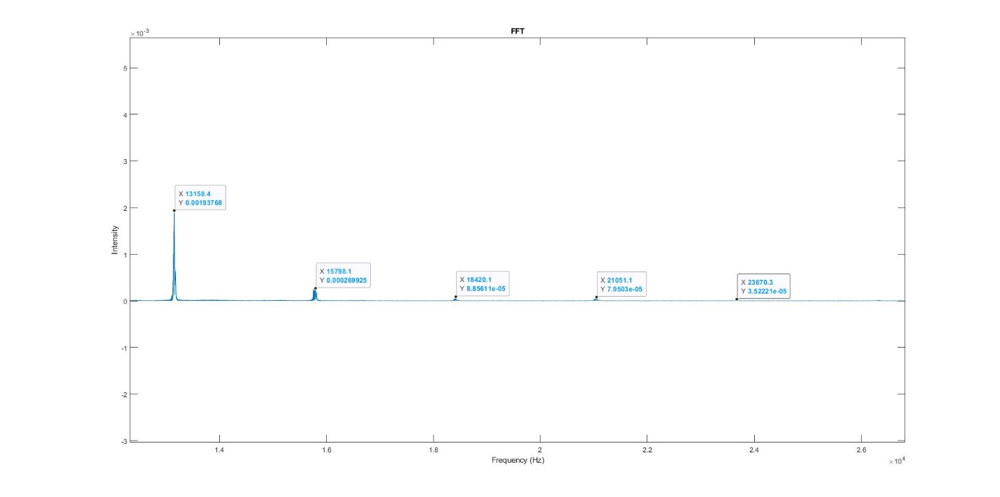 FFT
×10-3
5
4
3
2
1
0
-1
-2
-3
Intensity
X 13158.4
Y 0.00193768
X 15798.1
Y 0.000269925
X 18420.1
Y 8.85611e-05
X 21051.1
Y 7.9503e-05
X 23670.3
Y 3.52221e-05
1.4
1.6
1.8
2
2.2
2.4
2.6
Frequency (Hz)
×104